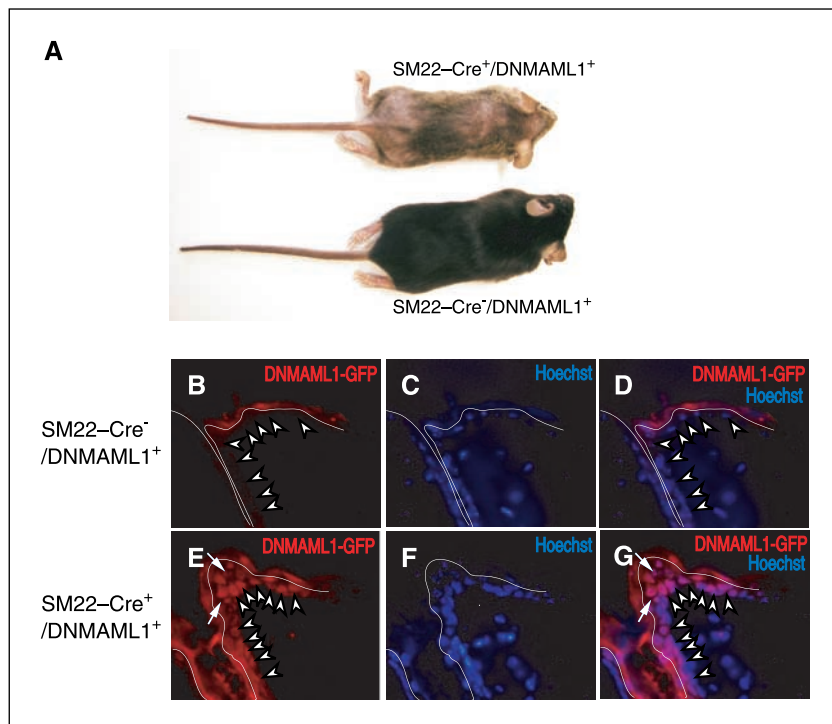 A
SM22–Cre⁺/DNMAML1⁺
SM22–Cre⁻/DNMAML1⁺
SM22–Cre⁻
/DNMAML1⁺
B DNMAML1-GFP
C Hoechst
D DNMAML1-GFP
Hoechst
SM22–Cre⁺
/DNMAML1⁺
E DNMAML1-GFP
F Hoechst
G DNMAML1-GFP
Hoechst